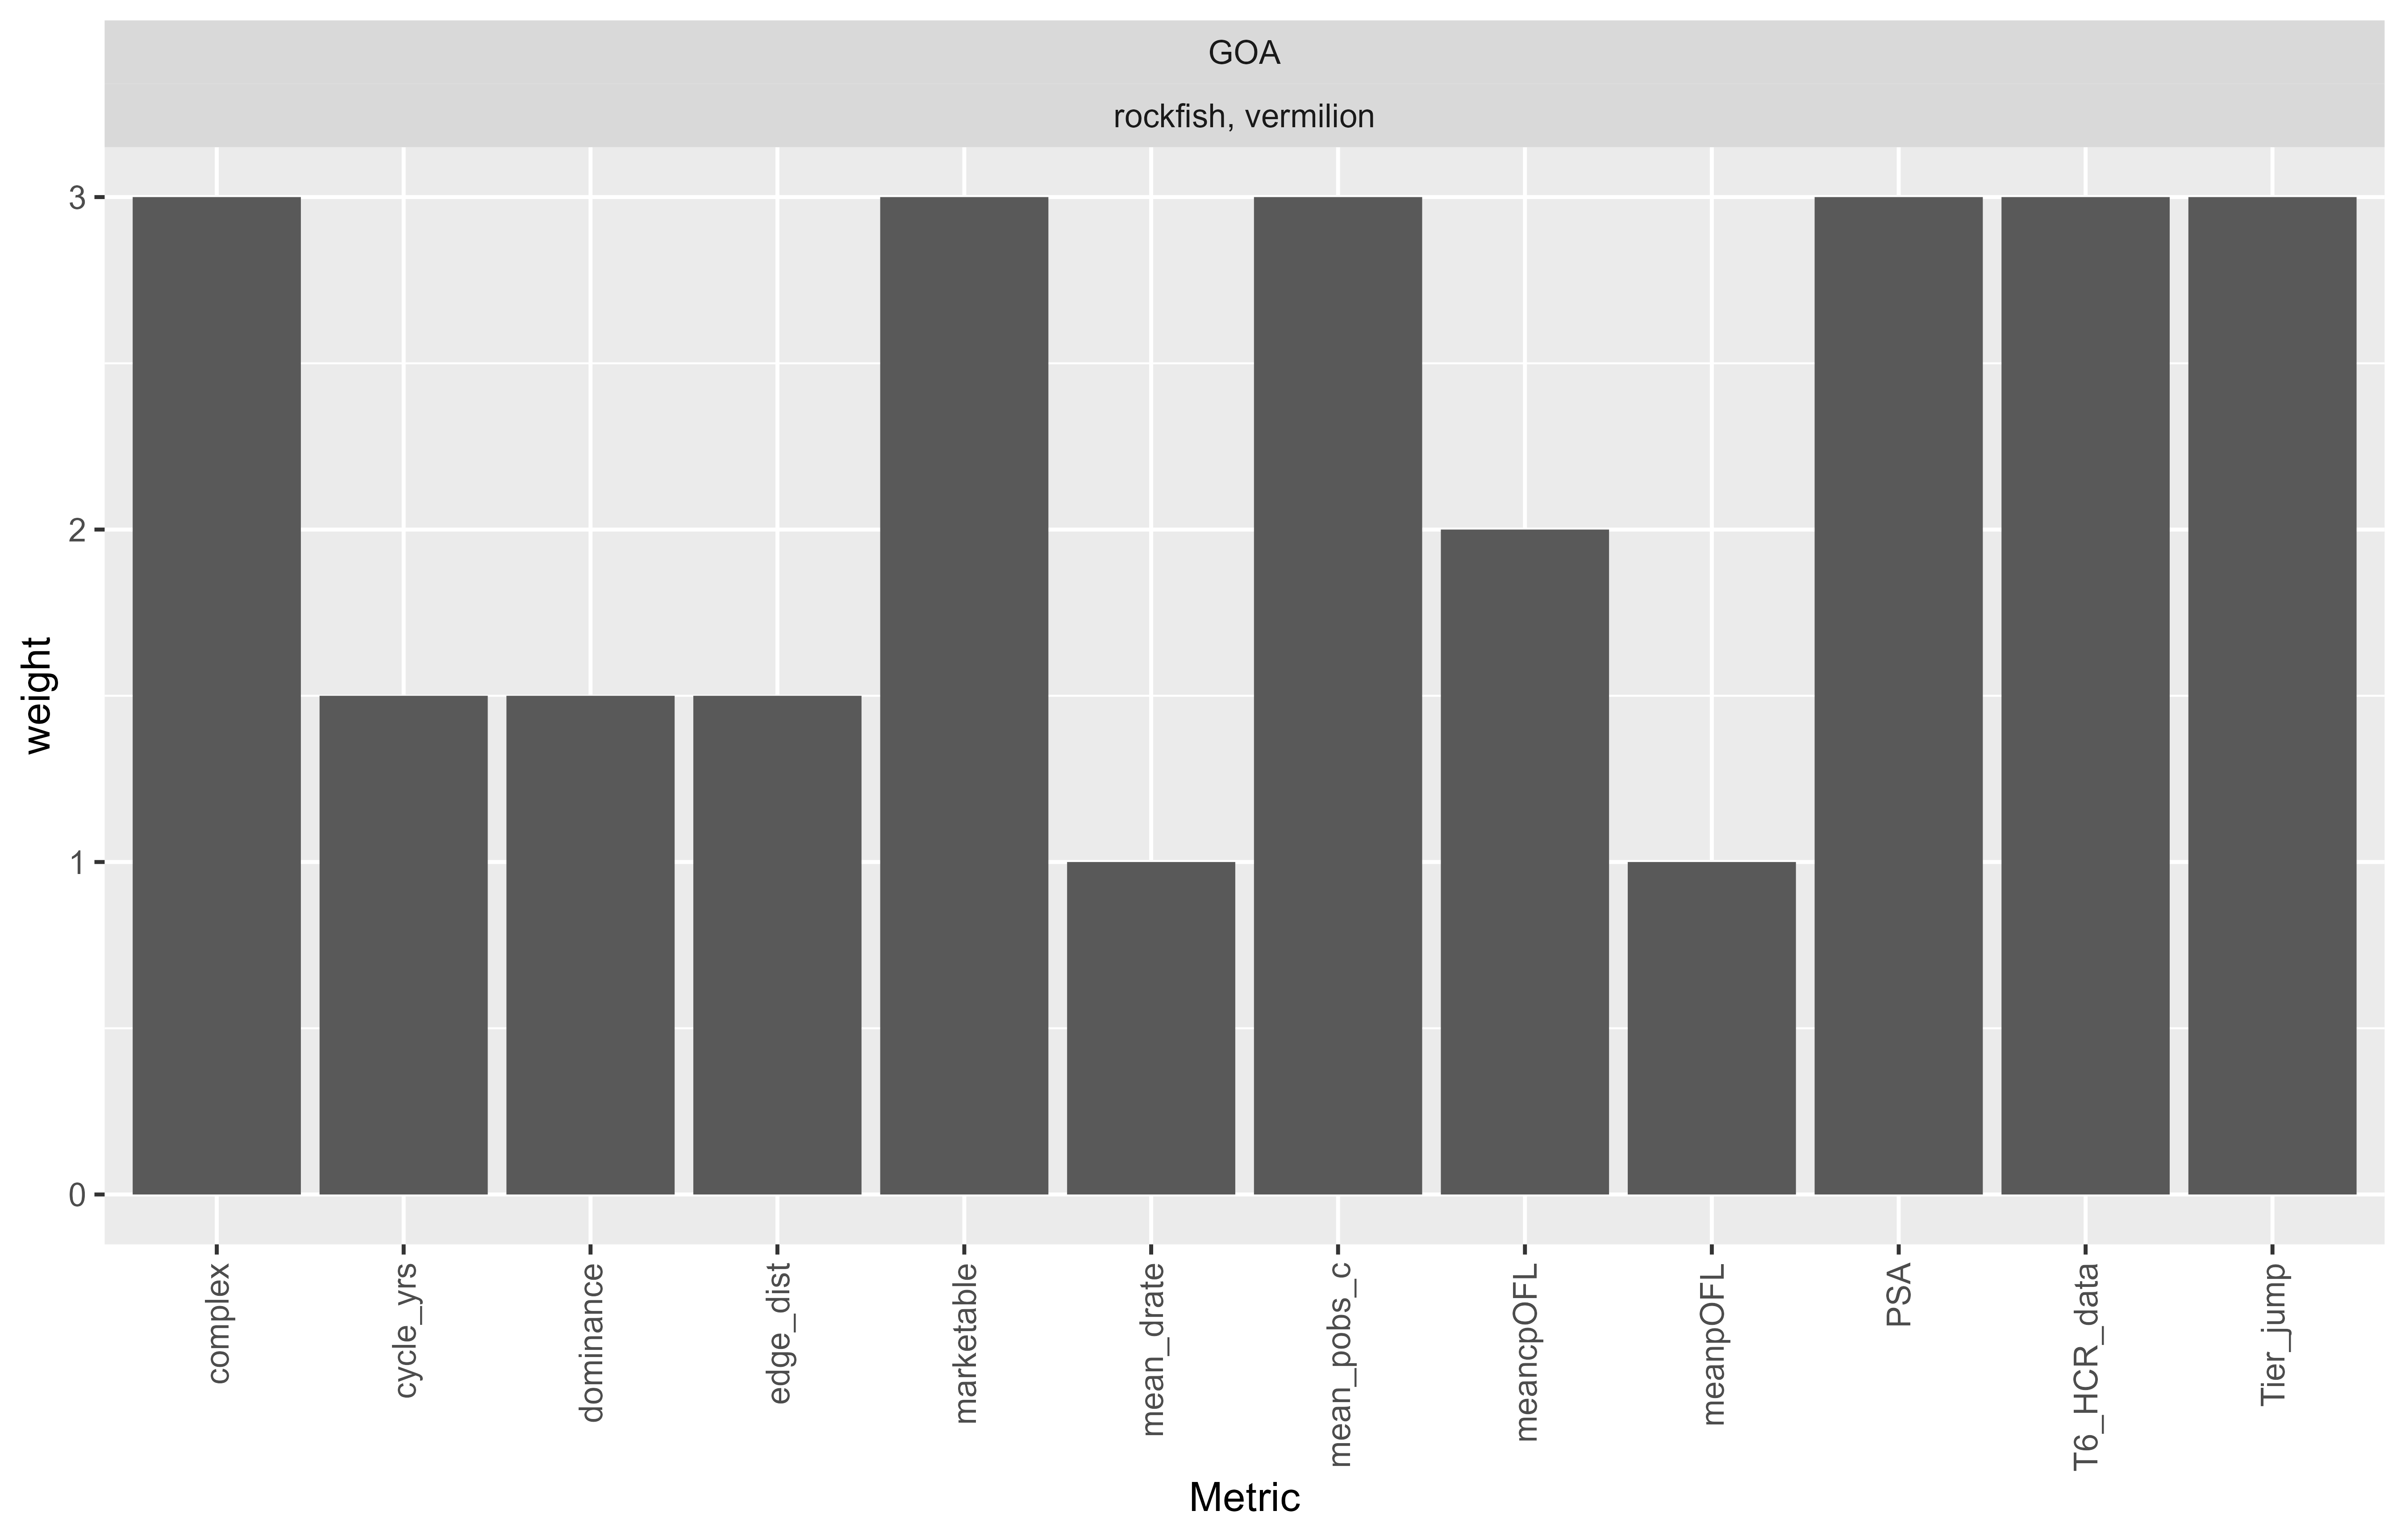 GOA
rockfish, vermilion
3
2
1
0
weight
complex
cycle_yrs
dominance
edge_dist
marketable
mean_drate
mean_pobs_c
meancpOFL
meanpOFL
PSA
T6_HCR_data
Tier_jump
Metric